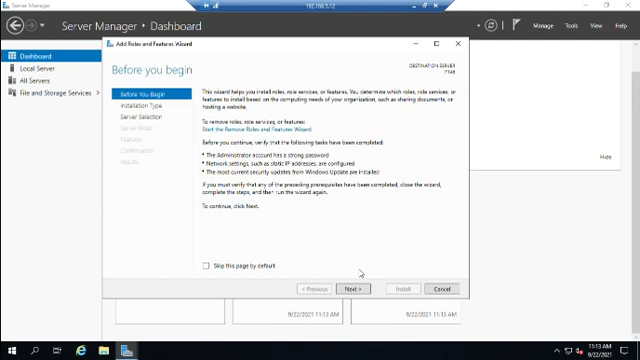 Server Manager
192.168.5.12
Server Manager › Dashboard
Manage Tools View Help
Dashboard
Local Server
All Servers
File and Storage Services
Add Roles and Features Wizard
Before you begin
DESTINATION SERVER
Before You Begin
Installation Type
Server Selection
Server Roles
Features
Confirmation
Results
This wizard helps you install roles, role services, or features. You determine which roles, role services, or
features to install based on the computing needs of your organization, such as sharing documents, or
hosting a website.
To remove roles, role services, or features:
Start the Remove Roles and Features Wizard
Before you continue, verify that the following tasks have been completed:
• The Administrator account has a strong password
• Network settings, such as static IP addresses, are configured
• The most current security updates from Windows Update are installed
If you must verify that any of the preceding prerequisites have been completed, close the wizard,
complete the steps, and then run the wizard again.
To continue, click Next.
Skip this page by default
< Previous
Next >
Install
Cancel
Hide
9/22/2021 11:13 AM
9/22/2021 11:13 AM
11:13 AM
9/22/2021